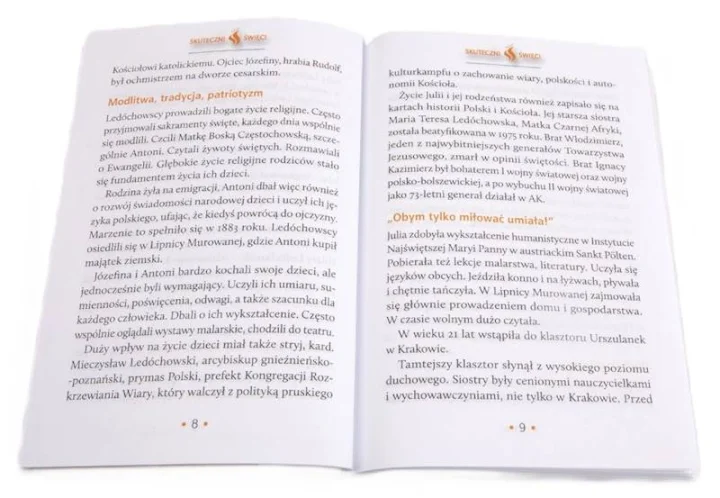 SKUTECZNI ŚWIĘCI
Kościołowi katolickiemu. Ojciec Józefiny, hrabia Rudolf,
był ochmistrzem na dworze cesarskim.
Modlitwa, tradycja, patriotyzm
Ledóchowscy prowadzili bogate życie religijne. Często
przyjmowali sakramenty święte, każdego dnia wspólnie
się modlili. Czcili Matkę Boską Częstochowską, szcze-
gólnie Antoni. Czytali żywoty świętych. Rozmawiali
o Ewangelii. Głębokie życie religijne rodziców stało
się fundamentem życia ich dzieci.
Rodzina żyła na emigracji, Antoni dbał więc również
o rozwój świadomości narodowej dzieci i uczył ich ję-
zyka polskiego, ufając, że kiedyś powrócą do ojczyzny.
Marzenie to spełniło się w 1883 roku. Ledóchowscy
osiedlili się w Lipnicy Murowanej, gdzie Antoni kupił
majątek ziemski.
Józefina i Antoni bardzo kochali swoje dzieci, ale
jednocześnie byli wymagający. Uczyli ich umiaru, su-
mienności, poświęcenia, odwagi, a także szacunku dla
każdego człowieka. Dbali o ich wykształcenie. Często
wspólnie oglądali wystawy malarskie, chodzili do teatru.
Duży wpływ na życie dzieci miał także stryj, kard.
Mieczysław Ledóchowski, arcybiskup gnieźnieńsko-
-poznański, prymas Polski, prefekt Kongregacji Roz-
krzewiania Wiary, który walczył z polityką pruskiego
• 8 •
SKUTECZNI ŚWIĘCI
kulturkampfu o zachowanie wiary, polskości i auto-
nomii Kościoła.
Życie Julii i jej rodzeństwa również zapisało się na
kartach historii Polski i Kościoła. Jej starsza siostra
Maria Teresa Ledóchowska, Matka Czarnej Afryki,
została beatyfikowana w 1975 roku. Brat Włodzimierz,
jeden z najwybitniejszych generałów Towarzystwa
Jezusowego, zmarł w opinii świętości. Brat Ignacy
Kazimierz był bohaterem I wojny światowej oraz wojny
polsko-bolszewickiej, a po wybuchu II wojny światowej
jako 73-letni generał działał w AK.
„Obym tylko miłować umiała!”
Julia zdobyła wykształcenie humanistyczne w Instytucie
Najświętszej Maryi Panny w austriackim Sankt Pölten.
Pobierała też lekcje malarstwa, literatury. Uczyła się
języków obcych. Jeździła konno i na łyżwach, pływała
i chętnie tańczyła. W Lipnicy Murowanej zajmowała
się głównie prowadzeniem domu i gospodarstwa.
W czasie wolnym dużo czytała.
W wieku 21 lat wstąpiła do klasztoru Urszulanek
w Krakowie.
Tamtejszy klasztor słynął z wysokiego poziomu
duchowego. Siostry były cenionymi nauczycielkami
i wychowawczyniami, nie tylko w Krakowie. Przed
• 9 •